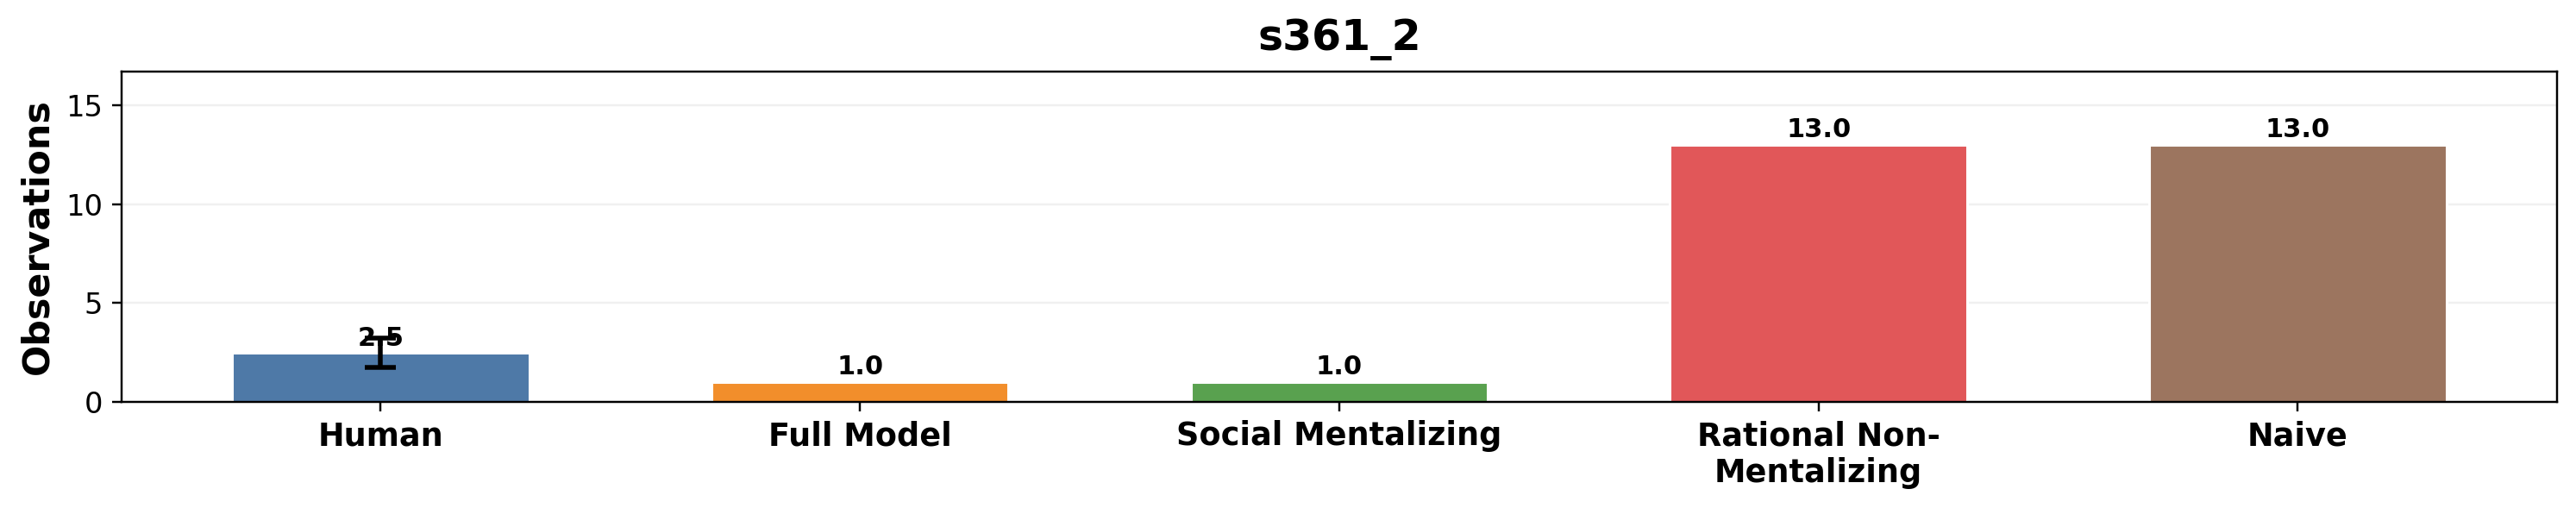 s361_2
Observations
15
10
5
0
2.5
1.0
1.0
13.0
13.0
Human
Full Model
Social Mentalizing
Rational Non-
Mentalizing
Naive